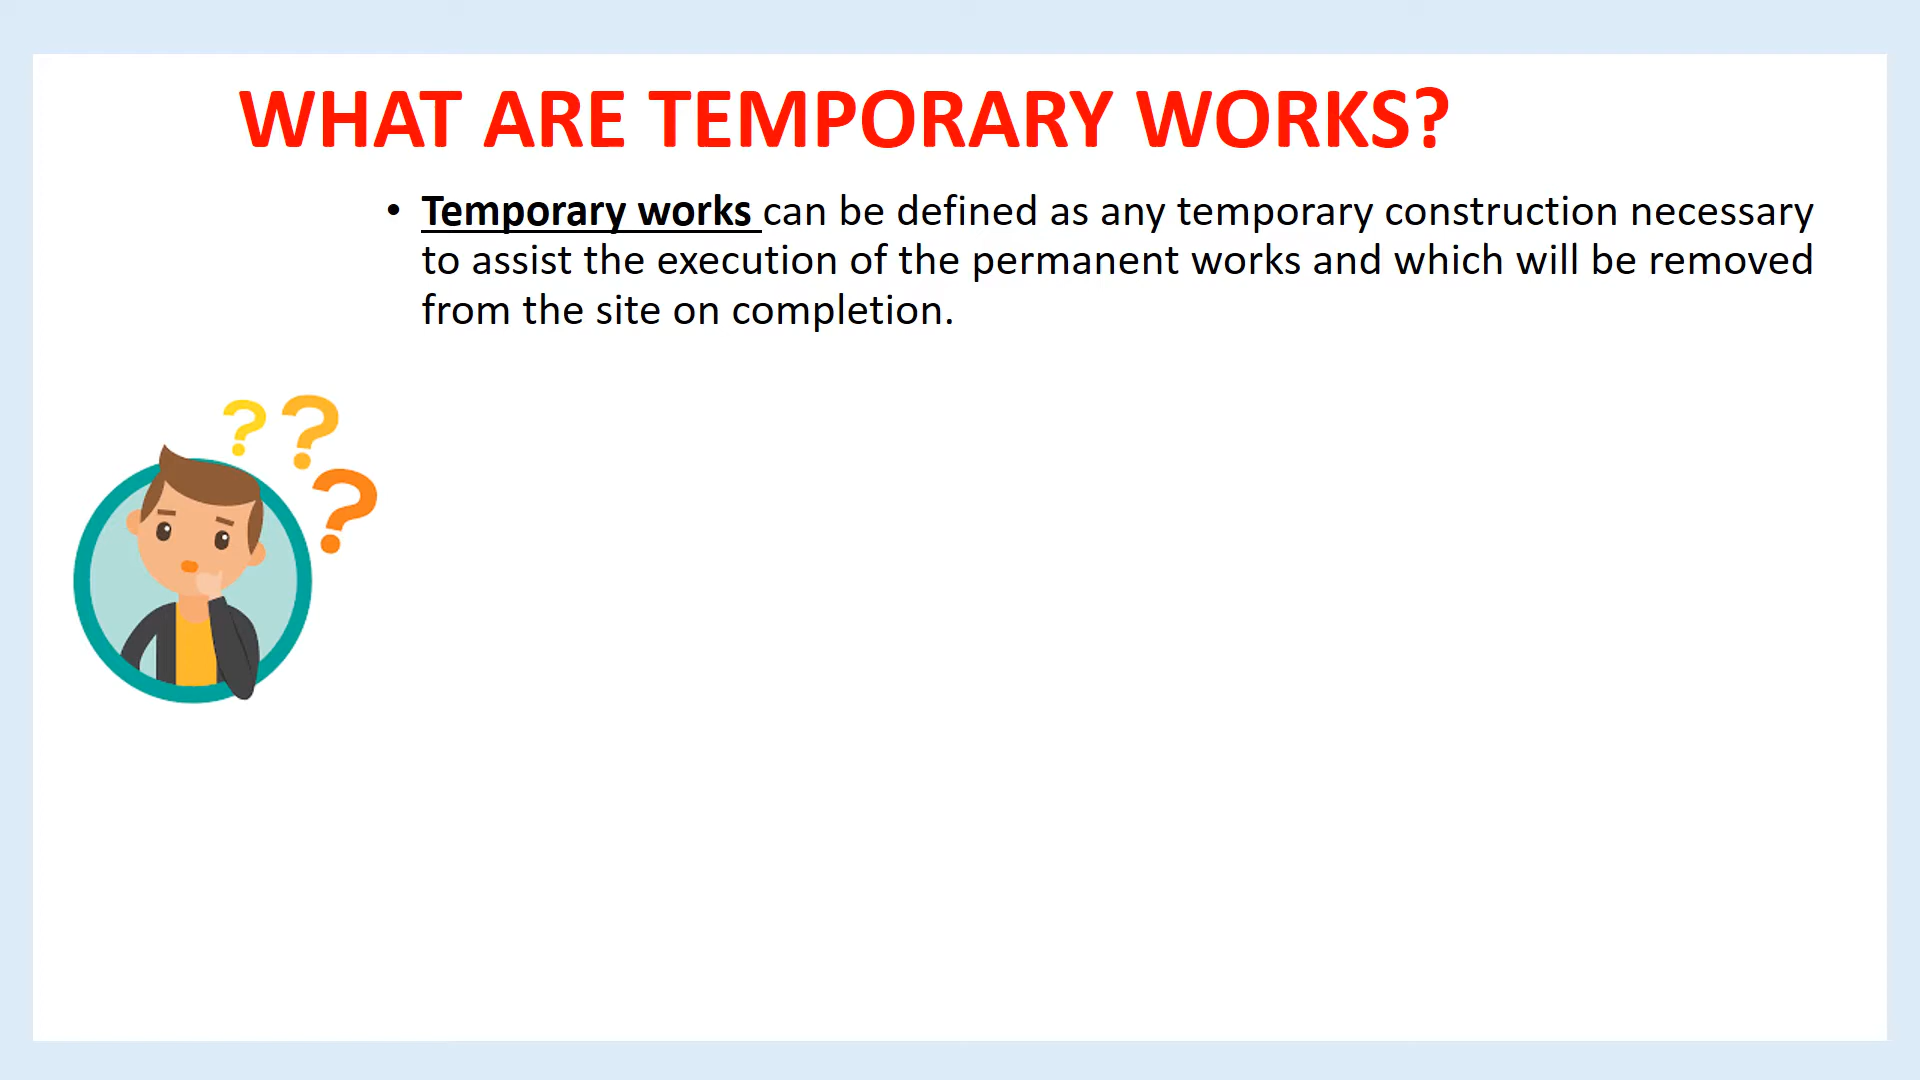 WHAT ARE TEMPORARY WORKS?
• Temporary works can be defined as any temporary construction necessary
to assist the execution of the permanent works and which will be removed
from the site on completion.
? ?
?